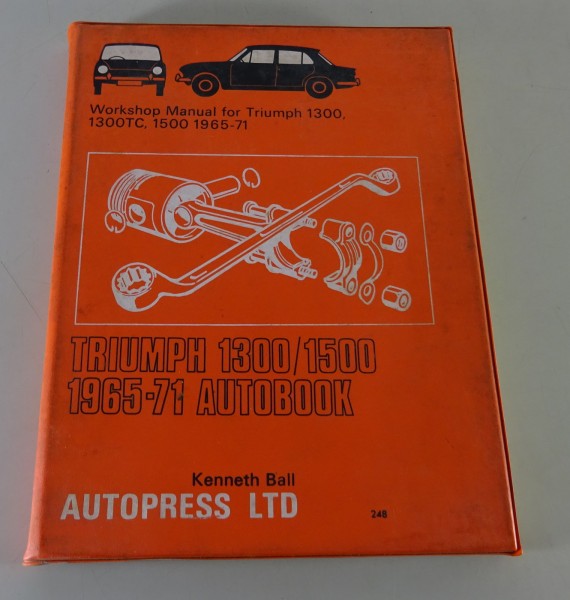 Workshop Manual for Triumph 1300,
1300TC, 1500 1965-71
TRIUMPH 1300/1500
1965-71 AUTOBOOK
Kenneth Ball
AUTOPRESS LTD
248